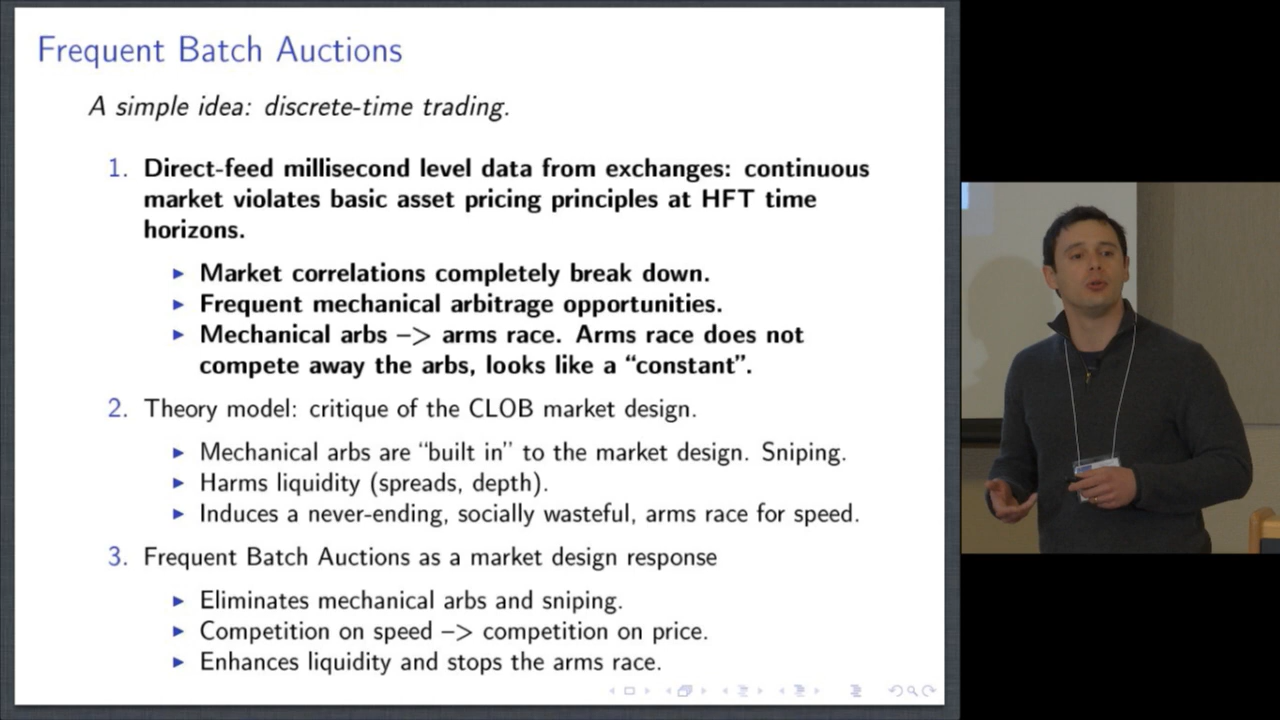 Frequent Batch Auctions
A simple idea: discrete-time trading.
1. Direct-feed millisecond level data from exchanges: continuous
market violates basic asset pricing principles at HFT time
horizons.
▶ Market correlations completely break down.
▶ Frequent mechanical arbitrage opportunities.
▶ Mechanical arbs –> arms race. Arms race does not
compete away the arbs, looks like a “constant”.
2. Theory model: critique of the CLOB market design.
▶ Mechanical arbs are “built in” to the market design. Sniping.
▶ Harms liquidity (spreads, depth).
▶ Induces a never-ending, socially wasteful, arms race for speed.
3. Frequent Batch Auctions as a market design response
▶ Eliminates mechanical arbs and sniping.
▶ Competition on speed –> competition on price.
▶ Enhances liquidity and stops the arms race.